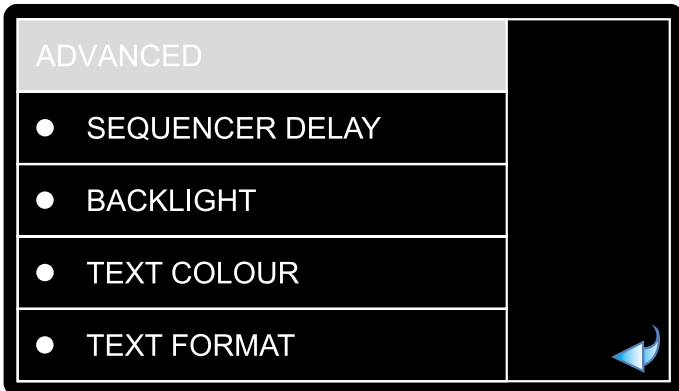 ADVANCED
SEQUENCER DELAY
BACKLIGHT
TEXT COLOUR
TEXT FORMAT